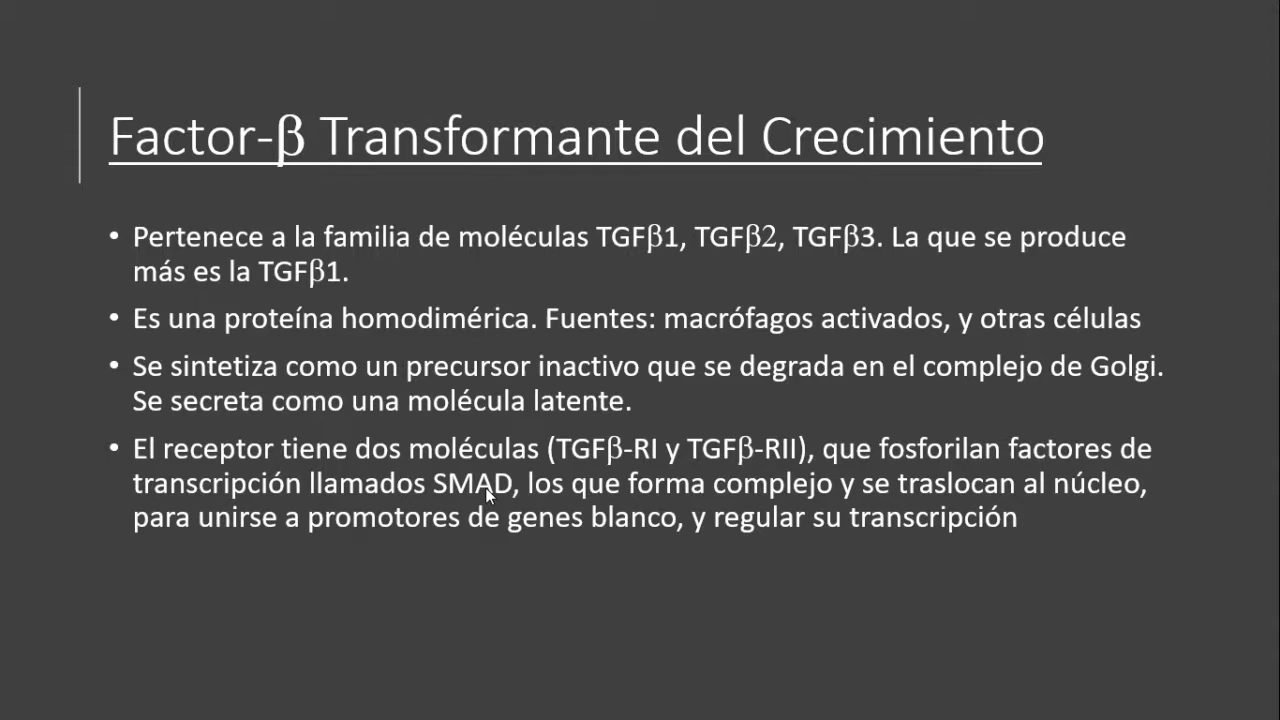 Factor-β Transformante del Crecimiento
• Pertenece a la familia de moléculas TGFβ1, TGFβ2, TGFβ3. La que se produce
más es la TGFβ1.
• Es una proteína homodimérica. Fuentes: macrófagos activados, y otras células
• Se sintetiza como un precursor inactivo que se degrada en el complejo de Golgi.
Se secreta como una molécula latente.
• El receptor tiene dos moléculas (TGFβ-RI y TGFβ-RII), que fosforilan factores de
transcripción llamados SMAD, los que forma complejo y se traslocan al núcleo,
para unirse a promotores de genes blanco, y regular su transcripción